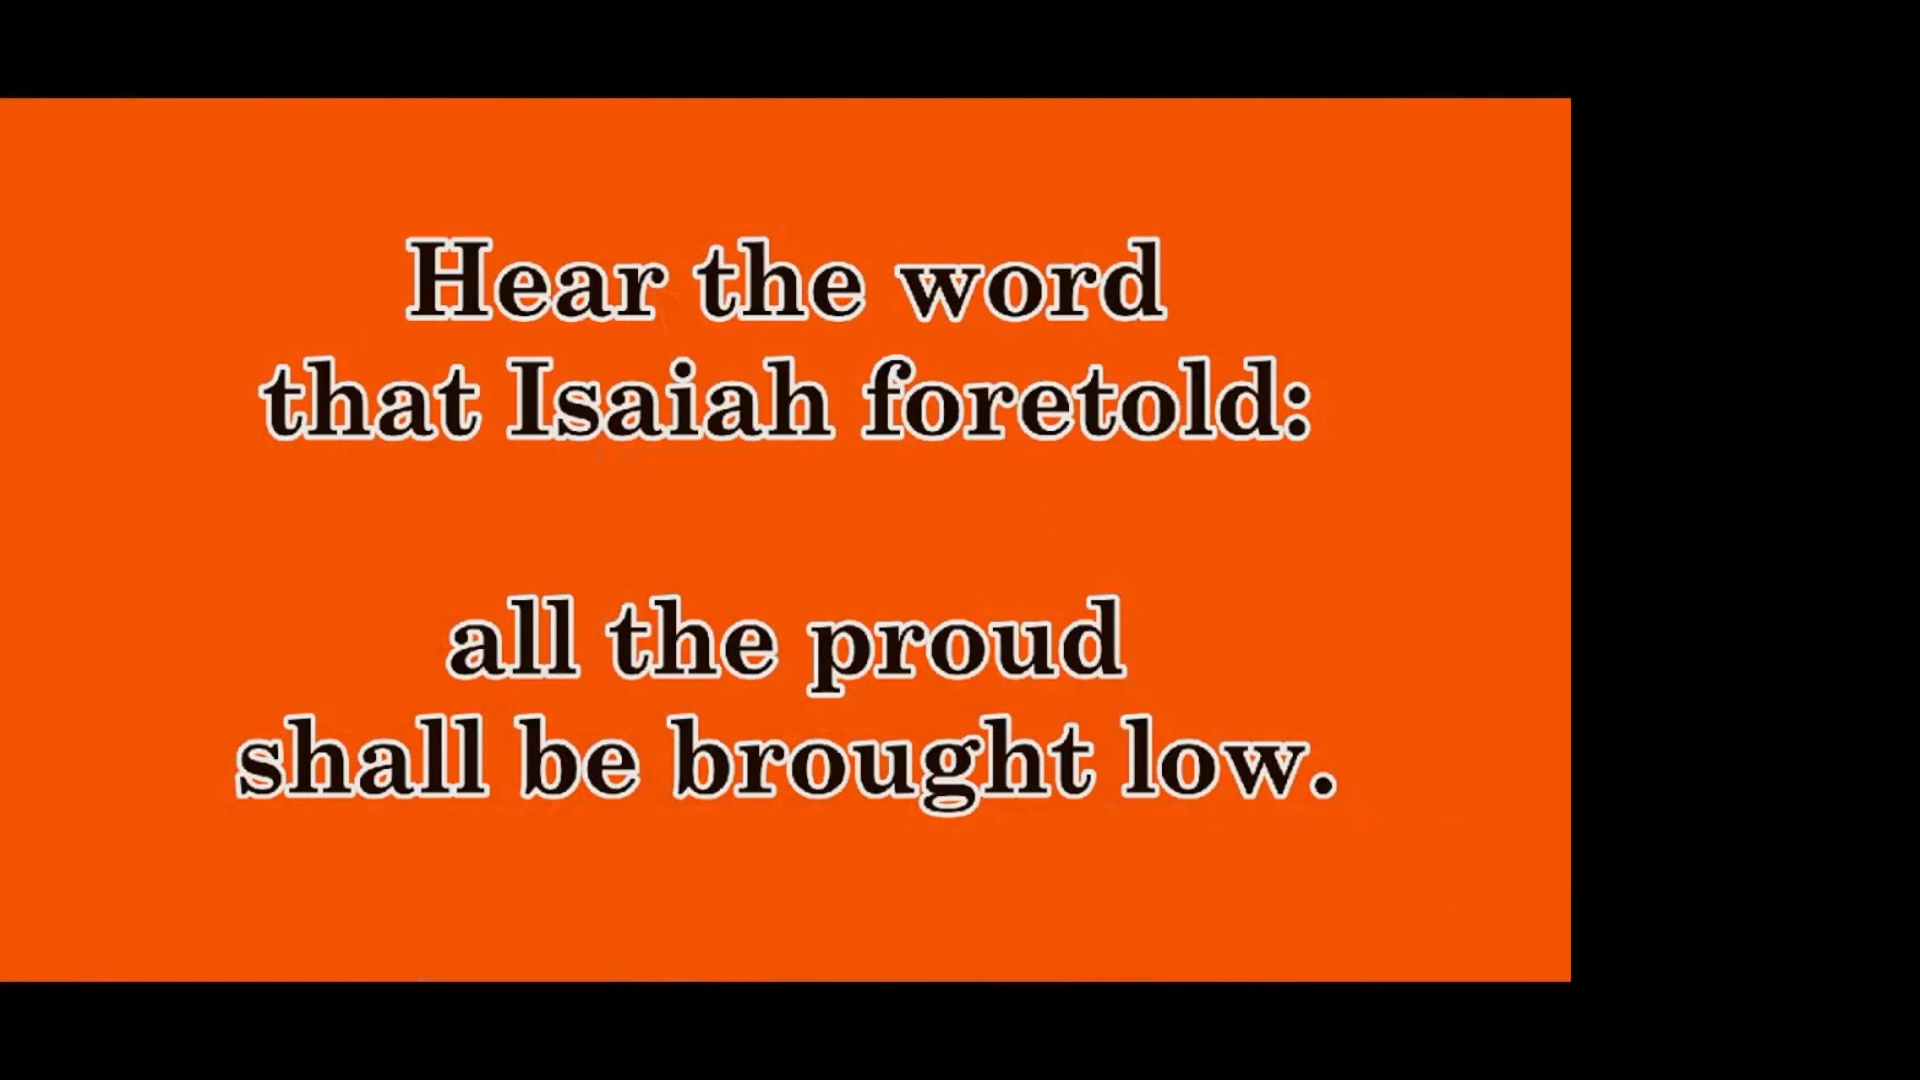 Hear the word
that Isaiah foretold:
all the proud
shall be brought low.